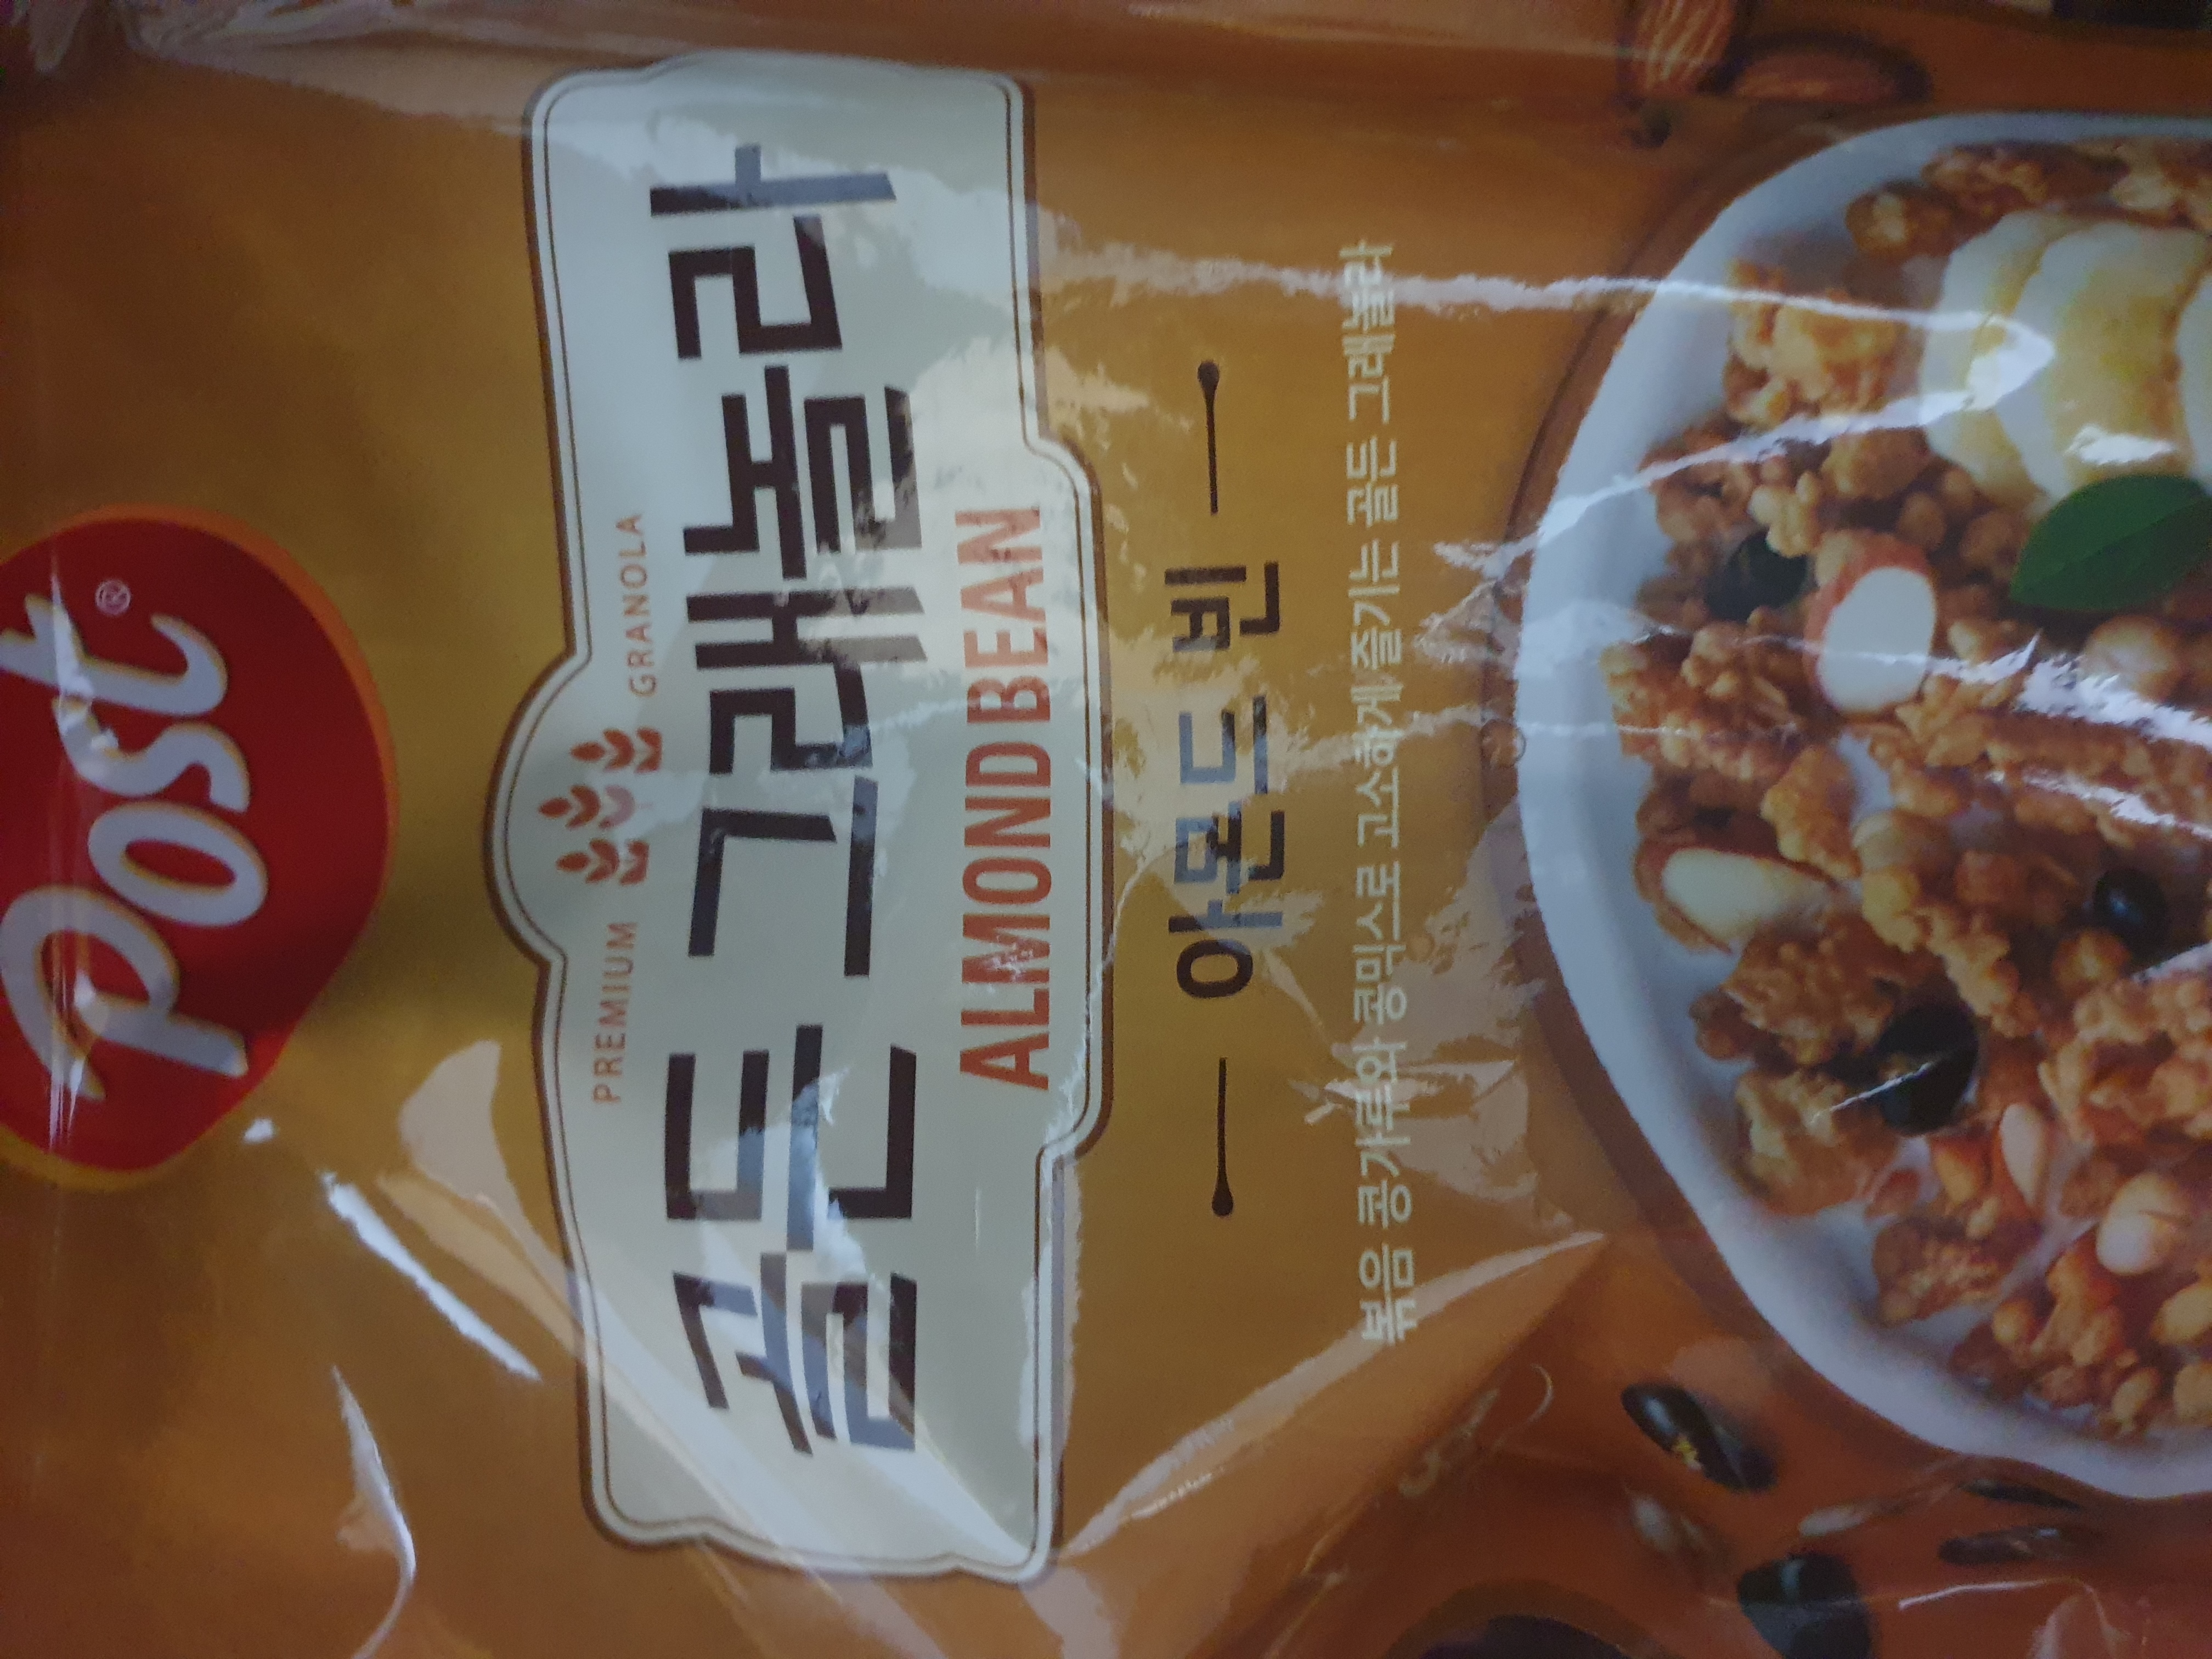 Post®
PREMIUM GRANOLA
골든 그래놀라
ALMOND BEAN
아몬드 빈
볶음 콩가루와 콩믹스로 고소하게 즐기는 골든 그래놀라